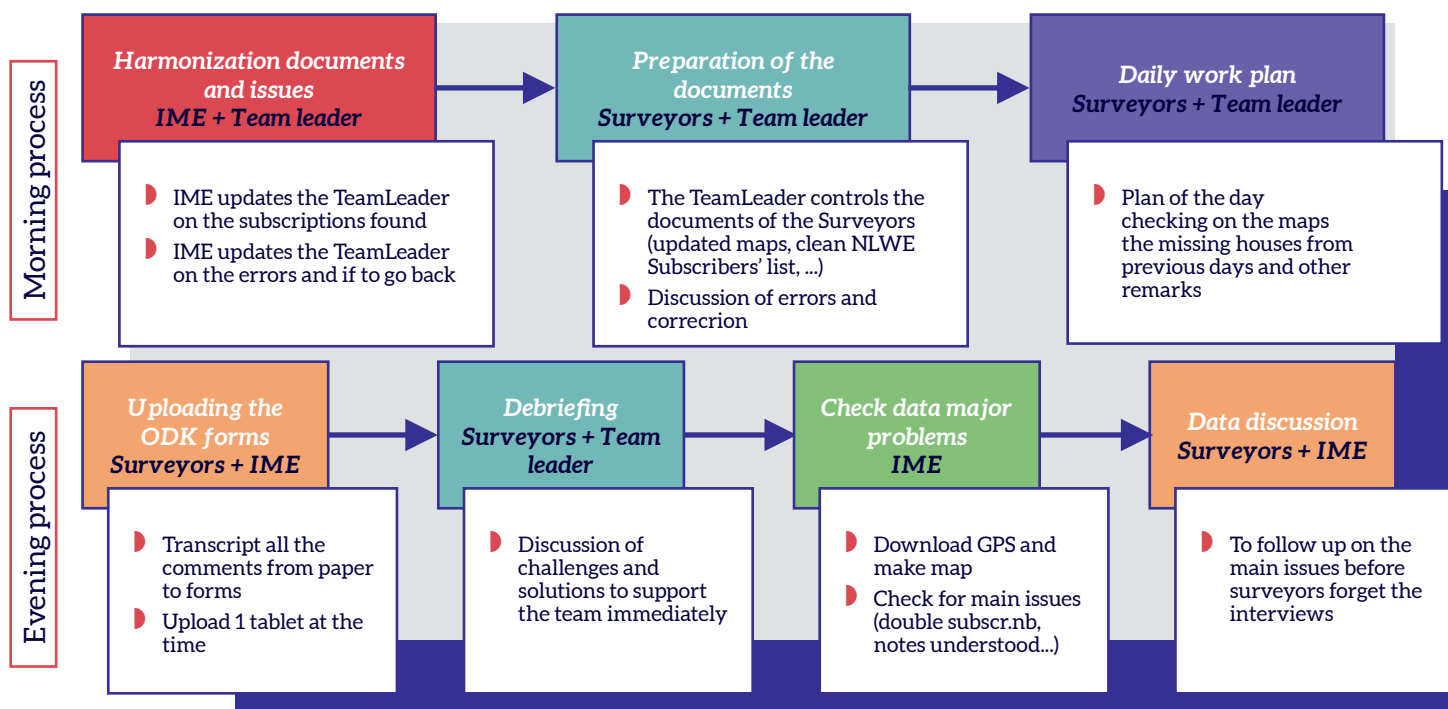 Morning process
Harmonization documents
and issues
IME + Team leader
IME updates the TeamLeader
on the subscriptions found
IME updates the TeamLeader
on the errors and if to go back
Preparation of the
documents
Surveyors + Team leader
The TeamLeader controls the
documents of the Surveyors
(updated maps, clean NLWE
Subscribers' list, ...)
Discussion of errors and
correcrion
Daily work plan
Surveyors + Team leader
Plan of the day
checking on the maps
the missing houses from
previous days and other
remarks
Evening process
Uploading the
ODK forms
Surveyors + IME
Transcript all the
comments from paper
to forms
Upload 1 tablet at the
time
Debriefing
Surveyors + Team
leader
Discussion of
challenges and
solutions to support
the team immediately
Check data major
problems
IME
Download GPS and
make map
Check for main issues
(double subscr.nb,
notes understood...)
Data discussion
Surveyors + IME
To follow up on the
main issues before
surveyors forget the
interviews